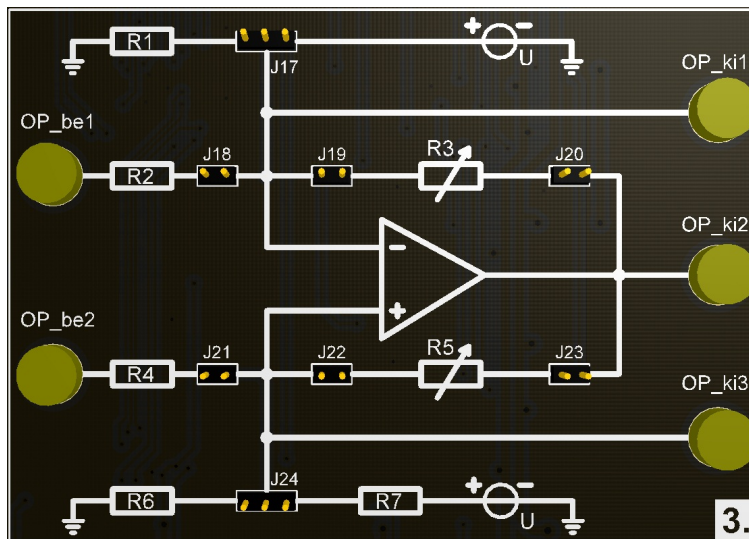 R1
J17
+ -
U
OP_ki1
OP_be1
J18
J19
R3
J20
R2
-
OP_ki2
+
OP_be2
J21
J22
R5
J23
R4
OP_ki3
J24
R6
R7
+ -
U
3.